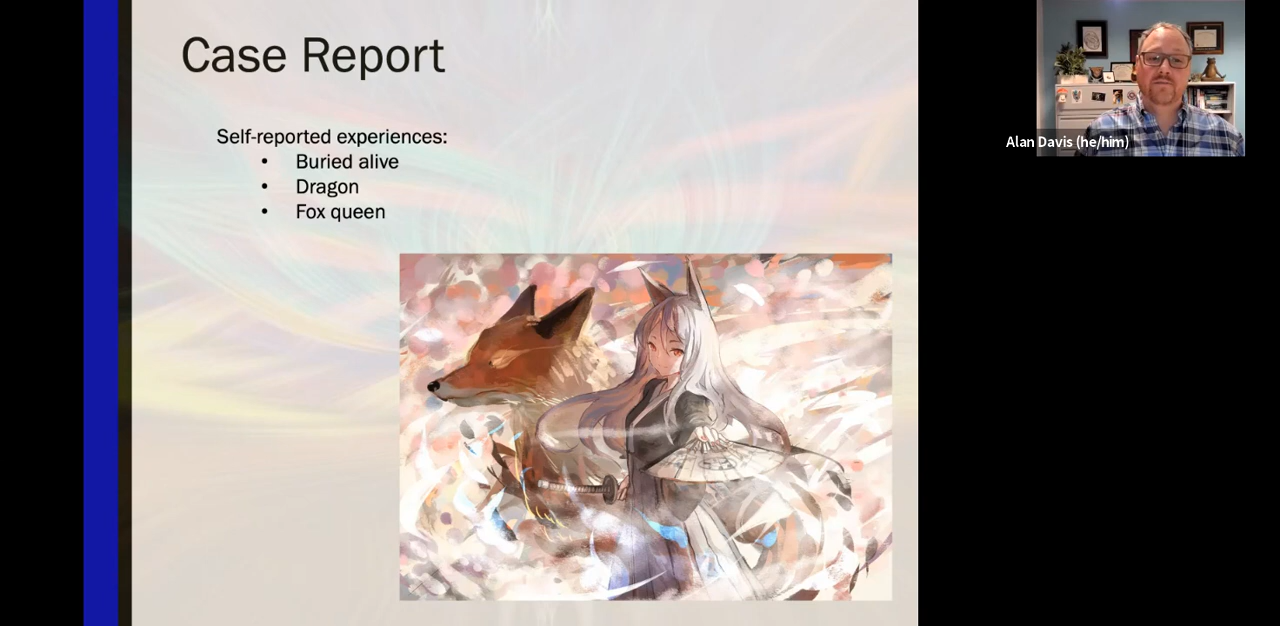 Case Report
Self-reported experiences:
• Buried alive
• Dragon
• Fox queen
Alan Davis (he/him)